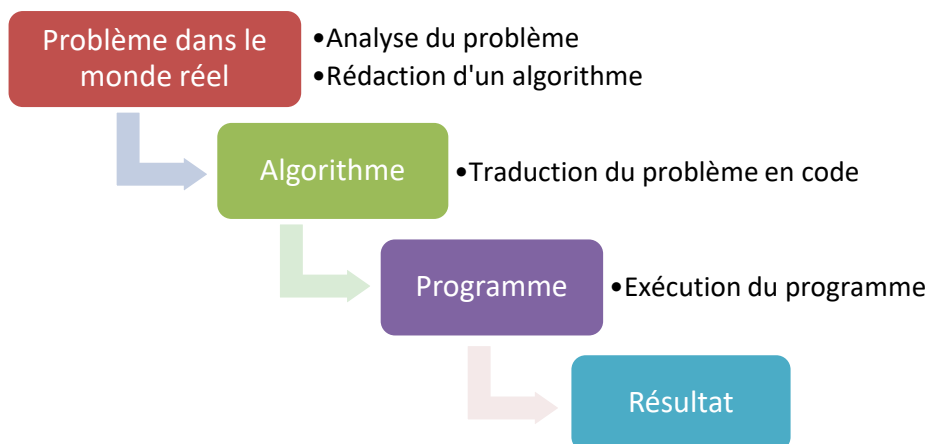 Problème dans le
monde réel
•Analyse du problème
•Rédaction d'un algorithme
Algorithme
•Traduction du problème en code
Programme
•Exécution du programme
Résultat